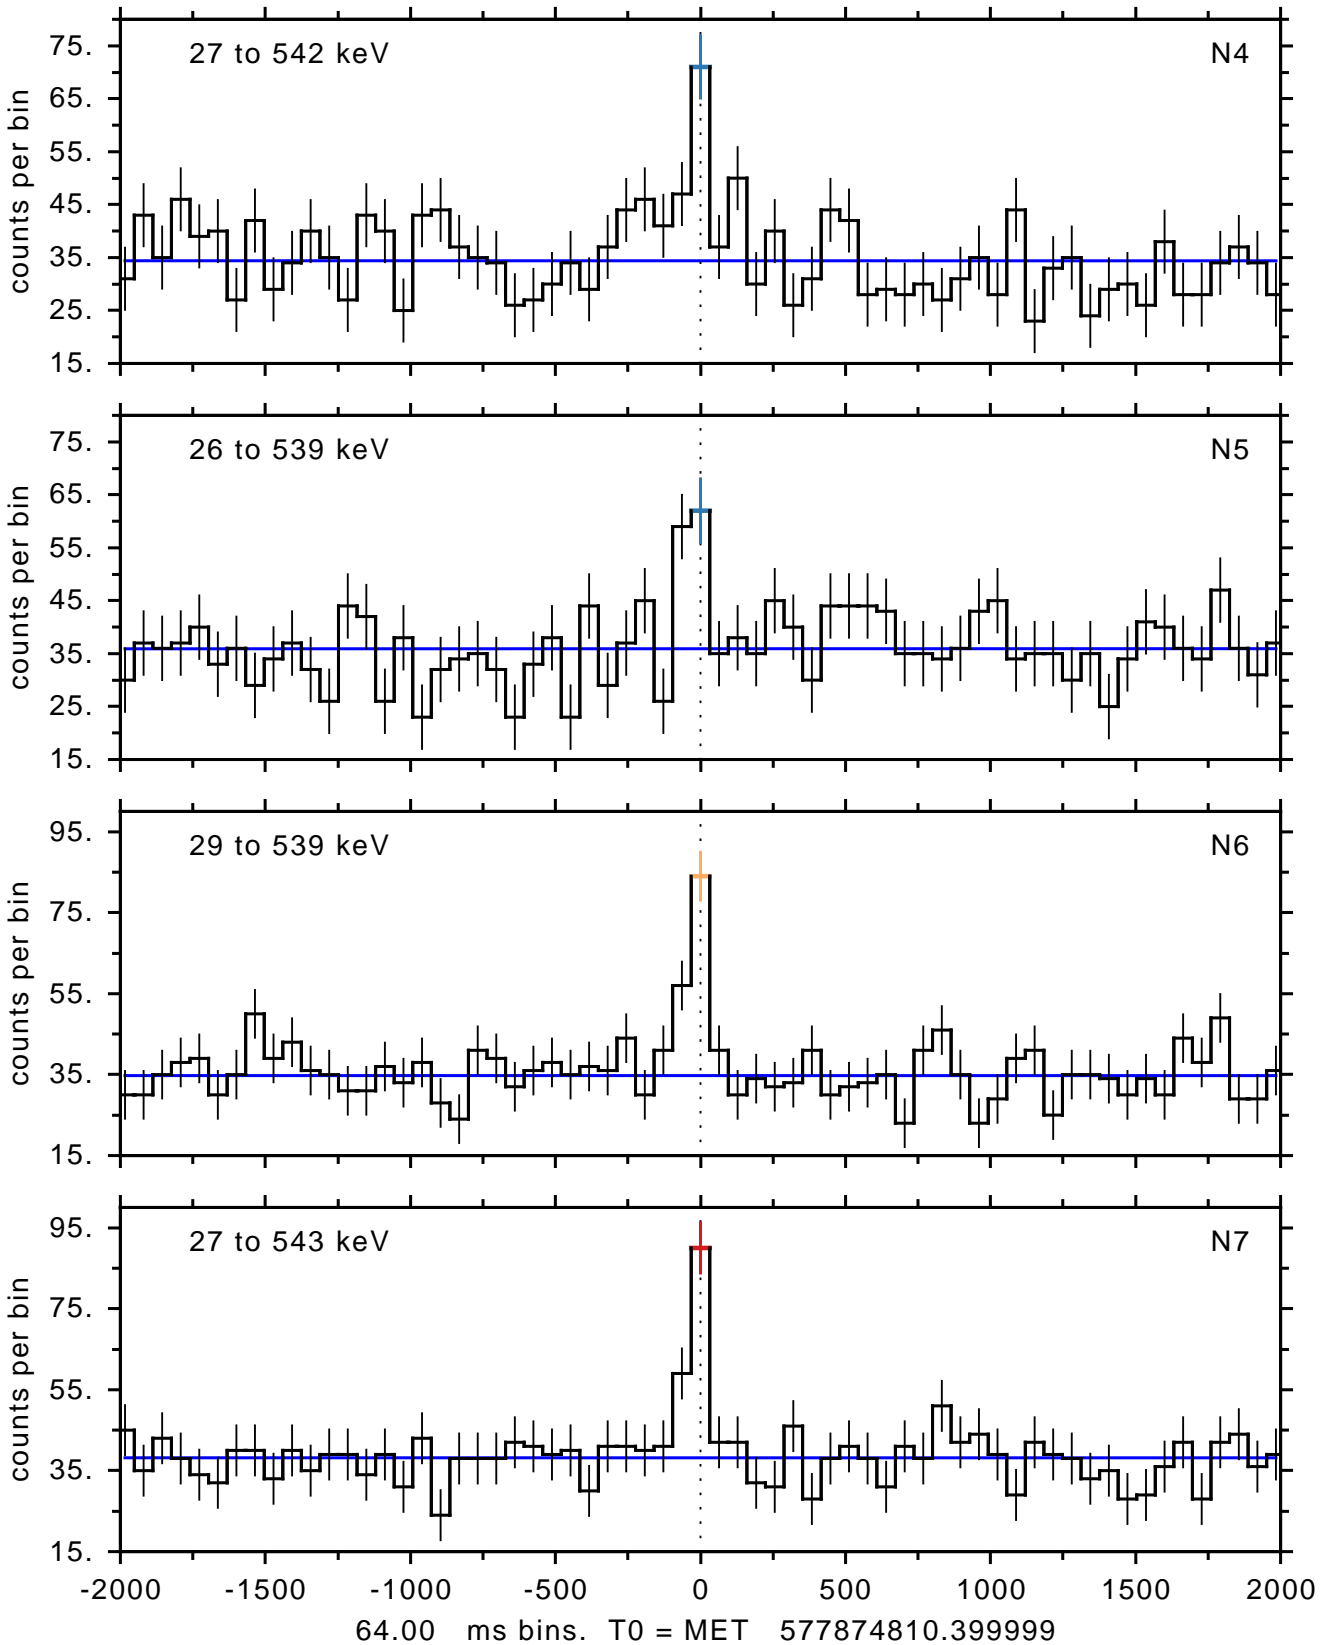 27 to 542 keV N4
75.
65.
55.
45.
35.
25.
15.
counts per bin
26 to 539 keV N5
75.
65.
55.
45.
35.
25.
15.
counts per bin
29 to 539 keV N6
95.
75.
55.
35.
15.
counts per bin
27 to 543 keV N7
95.
75.
55.
35.
15.
counts per bin
-2000 -1500 -1000 -500 0 500 1000 1500 2000
64.00 ms bins. T0 = MET 577874810.399999